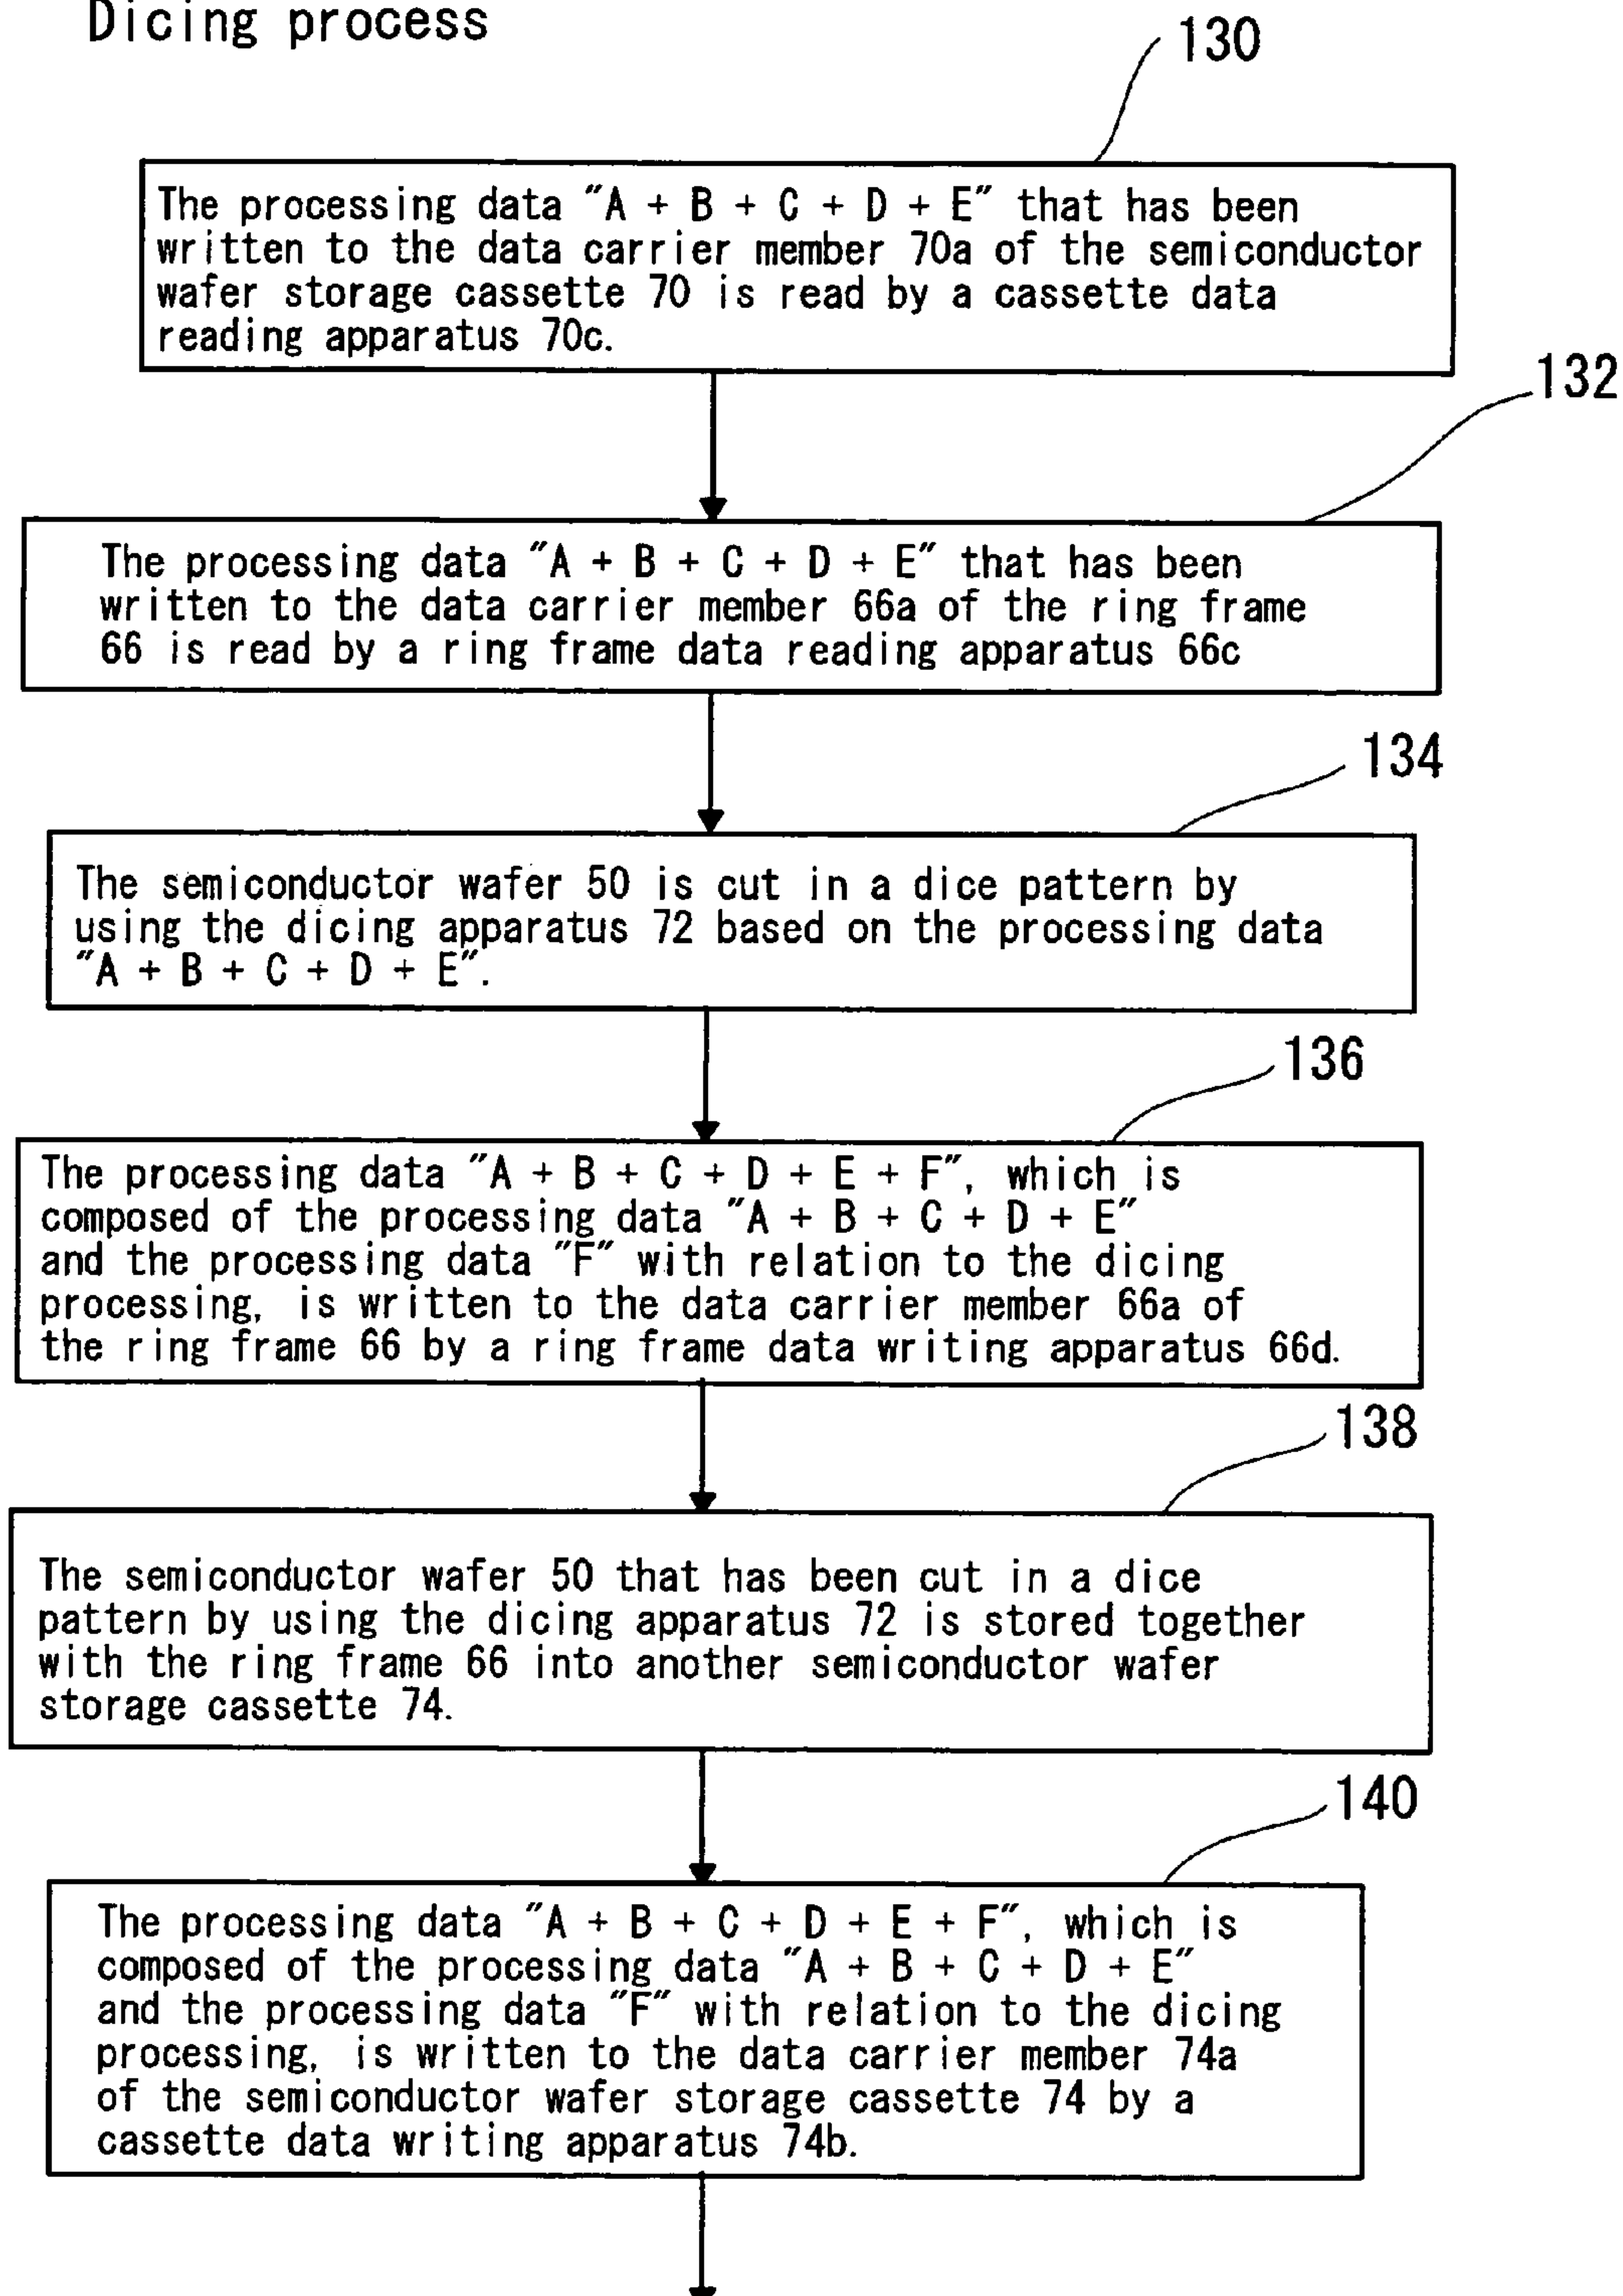 Dicing process
130
The processing data "A + B + C + D + E" that has been
written to the data carrier member 70a of the semiconductor
wafer storage cassette 70 is read by a cassette data
reading apparatus 70c.
132
The processing data "A + B + C + D + E" that has been
written to the data carrier member 66a of the ring frame
66 is read by a ring frame data reading apparatus 66c
134
The semiconductor wafer 50 is cut in a dice pattern by
using the dicing apparatus 72 based on the processing data
"A + B + C + D + E".
136
The processing data "A + B + C + D + E + F", which is
composed of the processing data "A + B + C + D + E"
and the processing data "F" with relation to the dicing
processing, is written to the data carrier member 66a of
the ring frame 66 by a ring frame data writing apparatus 66d.
138
The semiconductor wafer 50 that has been cut in a dice
pattern by using the dicing apparatus 72 is stored together
with the ring frame 66 into another semiconductor wafer
storage cassette 74.
140
The processing data "A + B + C + D + E + F", which is
composed of the processing data "A + B + C + D + E"
and the processing data "F" with relation to the dicing
processing, is written to the data carrier member 74a
of the semiconductor wafer storage cassette 74 by a
cassette data writing apparatus 74b.